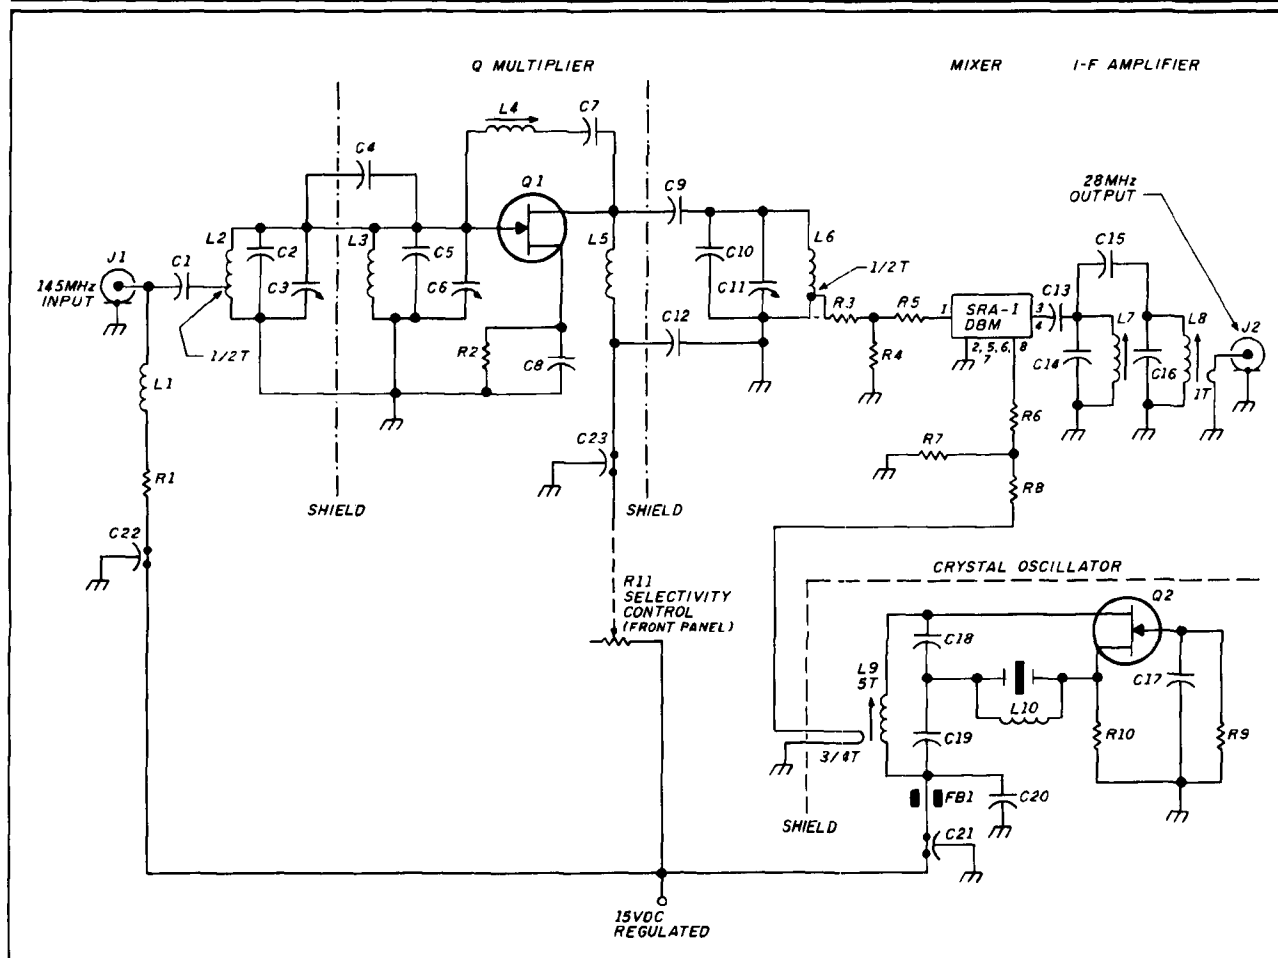 Q MULTIPLIER
MIXER
I-F AMPLIFIER
L4
C7
C4
Q1
C9
28MHz
OUTPUT
L2
C2
L3
C5
L5
L6
C10
C15
J1
C1
145MHz
INPUT
C3
C6
C11
1/2T
R3
R5
1
SRA-1
DBM
3
4
C13
L7
L8
J2
1/2T
C12
R2
C8
R4
2, 5, 6, 8
7
C14
C16
1T
L1
R6
C23
R7
R1
R8
SHIELD
SHIELD
C22
CRYSTAL OSCILLATOR
R11
SELECTIVITY
CONTROL
(FRONT PANEL)
Q2
C18
L9
5T
C17
L10
C19
R10
R9
3/4T
FB1
C20
SHIELD
C21
15VDC
REGULATED